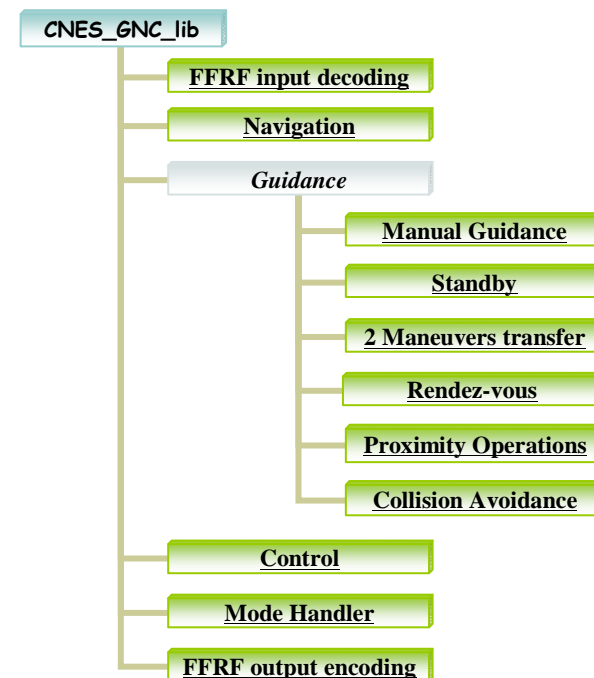 CNES_GNC_lib
FFRF input decoding
Navigation
Guidance
Manual Guidance
Standby
2 Maneuvers transfer
Rendez-vous
Proximity Operations
Collision Avoidance
Control
Mode Handler
FFRF output encoding